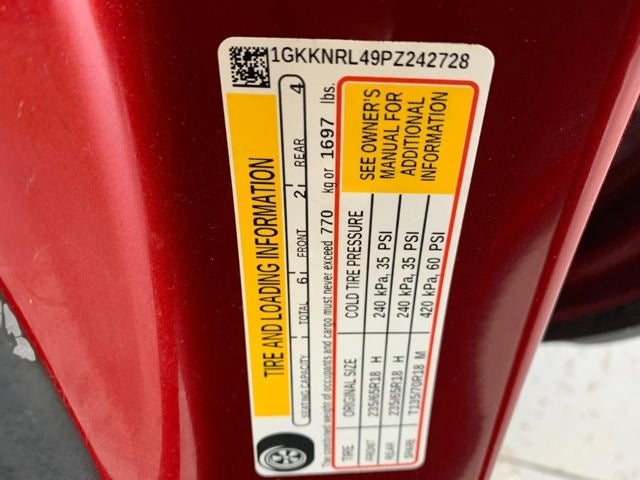 1GKKNRL49PZ242728
TIRE AND LOADING INFORMATION
SEATING CAPACITY TOTAL 6 FRONT 2 REAR 4
The combined weight of occupants and cargo must never exceed 770 kg or 1697 lbs.
TIRE ORIGINAL SIZE COLD TIRE PRESSURE
FRONT 235/65R18 H 240 kPa, 35 PSI
REAR 235/65R18 H 240 kPa, 35 PSI
SPARE T135/70R18 M 420 kPa, 60 PSI
SEE OWNER'S
MANUAL FOR
ADDITIONAL
INFORMATION